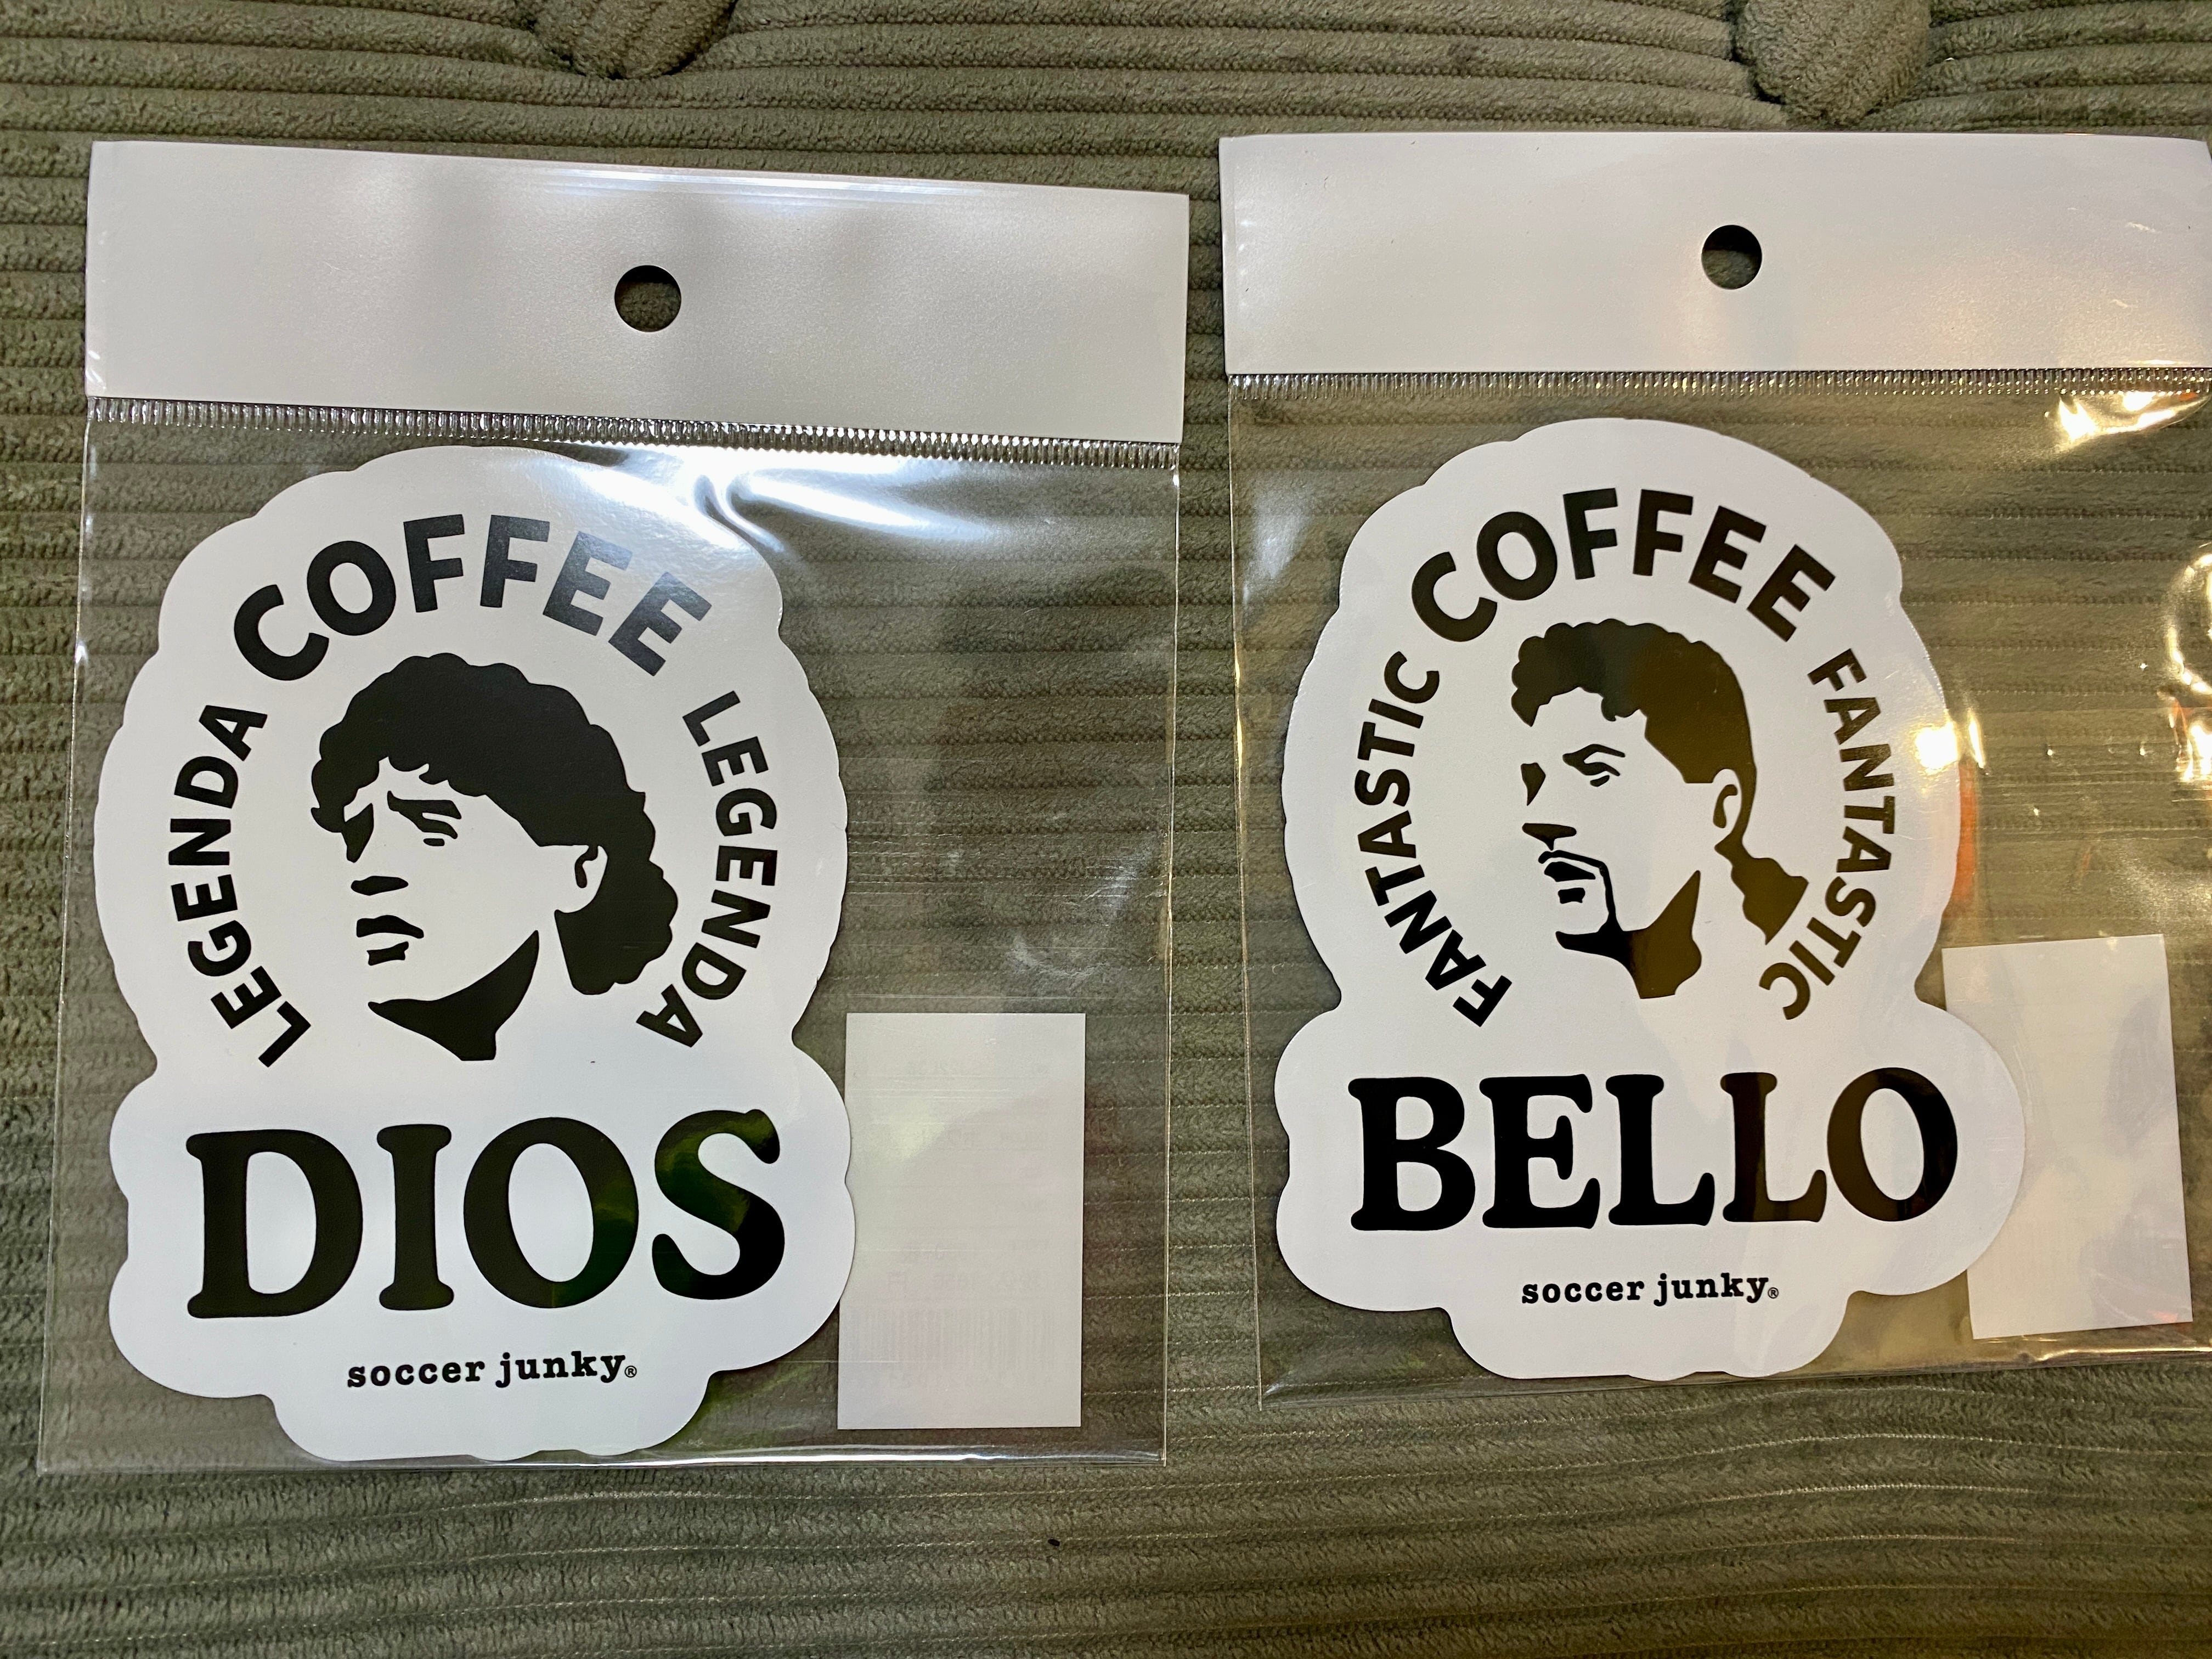 LEGENDA COFFEE LEGENDA
DIOS
soccer junky®
FANTASTIC COFFEE FANTASTIC
BELLO
soccer junky®